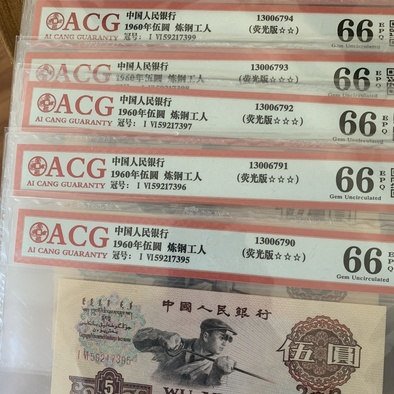 ACG
AI CANG GUARANTY
中国人民银行
1960年伍圆 炼钢工人
冠号: I VI59217399
13006794
(荧光版☆☆☆)
66 EPQ
Gem Uncirculated
ACG
AI CANG GUARANTY
中国人民银行
1960年伍圆 炼钢工人
13006793
(荧光版☆☆☆)
66 EPQ
ACG
AI CANG GUARANTY
中国人民银行
1960年伍圆 炼钢工人
冠号: I VI59217397
13006792
(荧光版☆☆☆)
66 EPQ
Gem Uncirculated
ACG
AI CANG GUARANTY
中国人民银行
1960年伍圆 炼钢工人
冠号: I VI59217396
13006791
(荧光版☆☆☆)
66 EPQ
Gem Uncirculated
ACG
AI CANG GUARANTY
中国人民银行
1960年伍圆 炼钢工人
冠号: I VI59217395
13006790
(荧光版☆☆☆)
66 EPQ
Gem Uncirculated
中国人民银行
伍圓
5